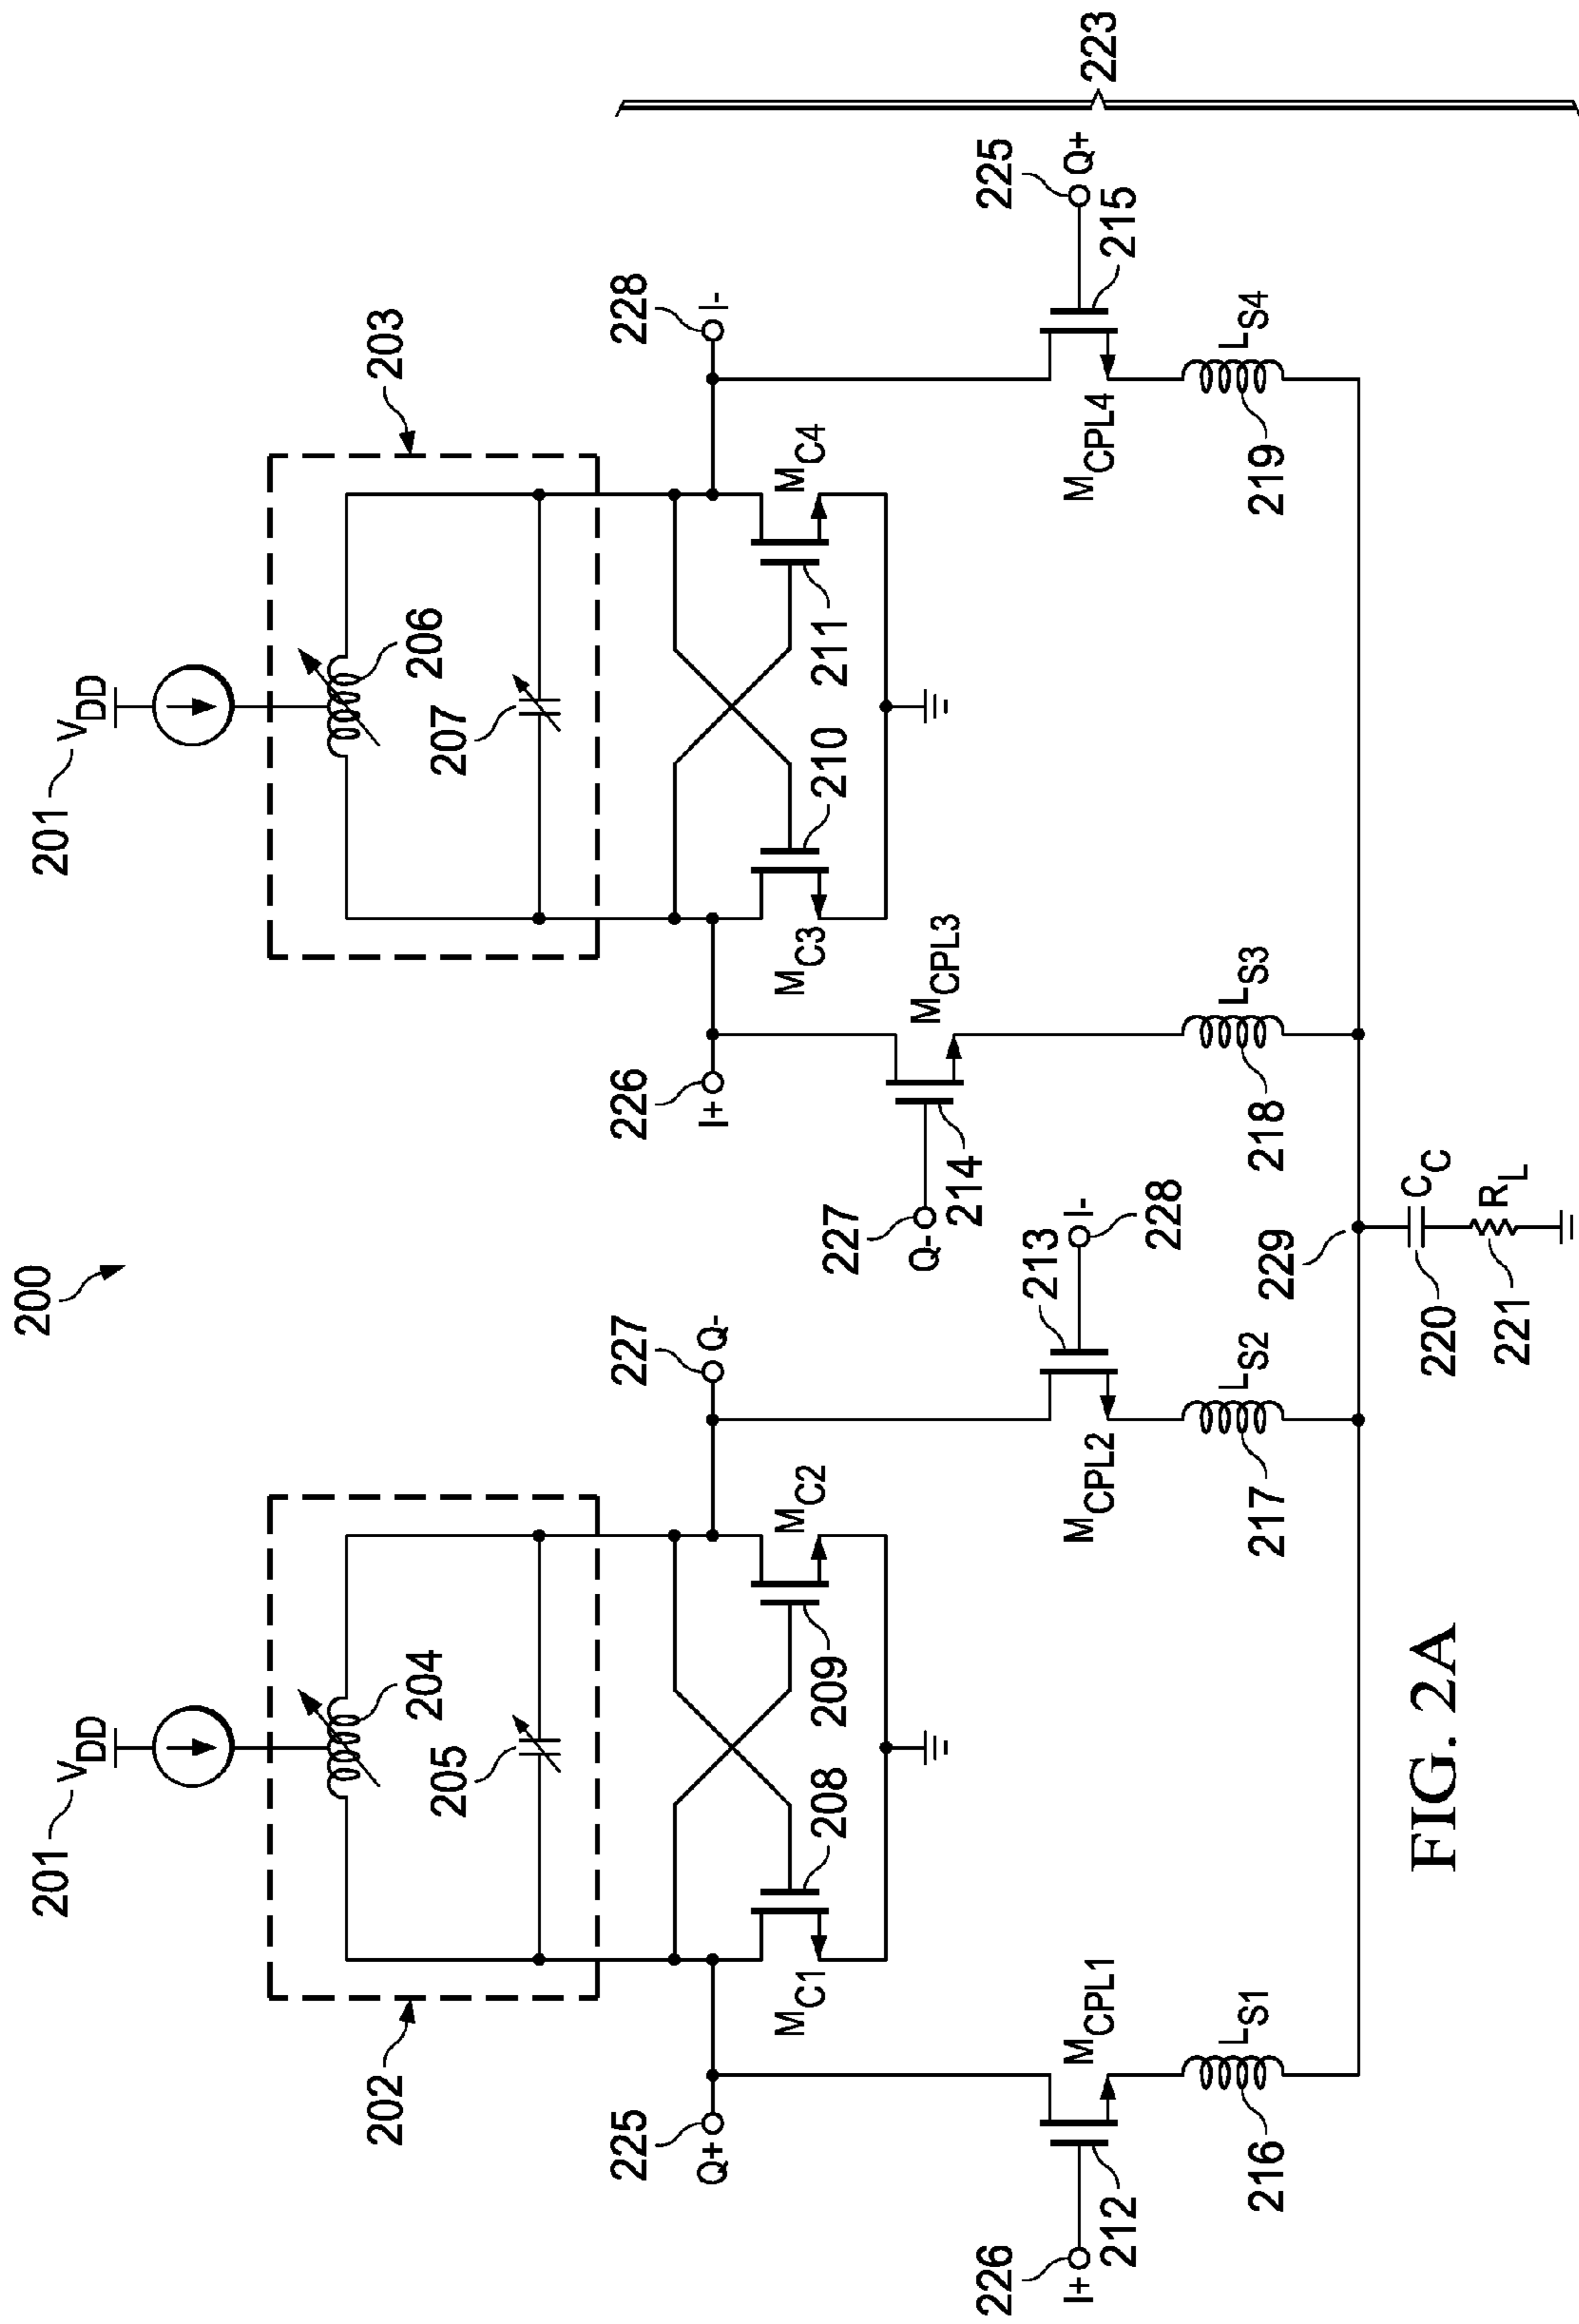 200
201 V_DD
201 V_DD
202
204
205
203
206
207
225 Q+
227 Q-
226 I+
228 I-
M_C1
208
209
M_C2
M_C3
210
211
M_C4
226 I+
212
M_CPL1
213
M_CPL2
I- 228
227 Q-
214
M_CPL3
M_CPL4
215
225 Q+
223
216
L_S1
217
L_S2
218
L_S3
219
L_S4
229
220
C_C
221
R_L
FIG. 2A